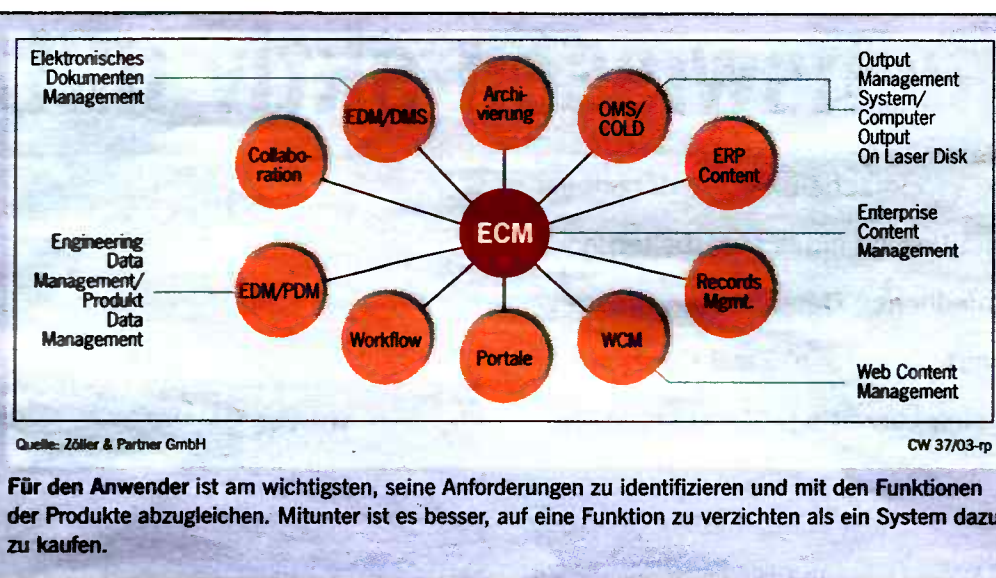 Elektronisches
Dokumenten
Management
EDM/DMS
Archi-
vierung
OMS/
COLD
Output
Management
System/
Computer
Output
On Laser Disk
Collabo-
ration
ERP
Content
ECM
Enterprise
Content
Management
Engineering
Data
Management/
Produkt
Data
Management
EDM/PDM
Records
Mgmt.
Workflow
Portale
WCM
Web Content
Management
Quelle: Zöller & Partner GmbH
CW 37/03-rp
Für den Anwender ist am wichtigsten, seine Anforderungen zu identifizieren und mit den Funktionen
der Produkte abzugleichen. Mitunter ist es besser, auf eine Funktion zu verzichten als ein System dazu
zu kaufen.